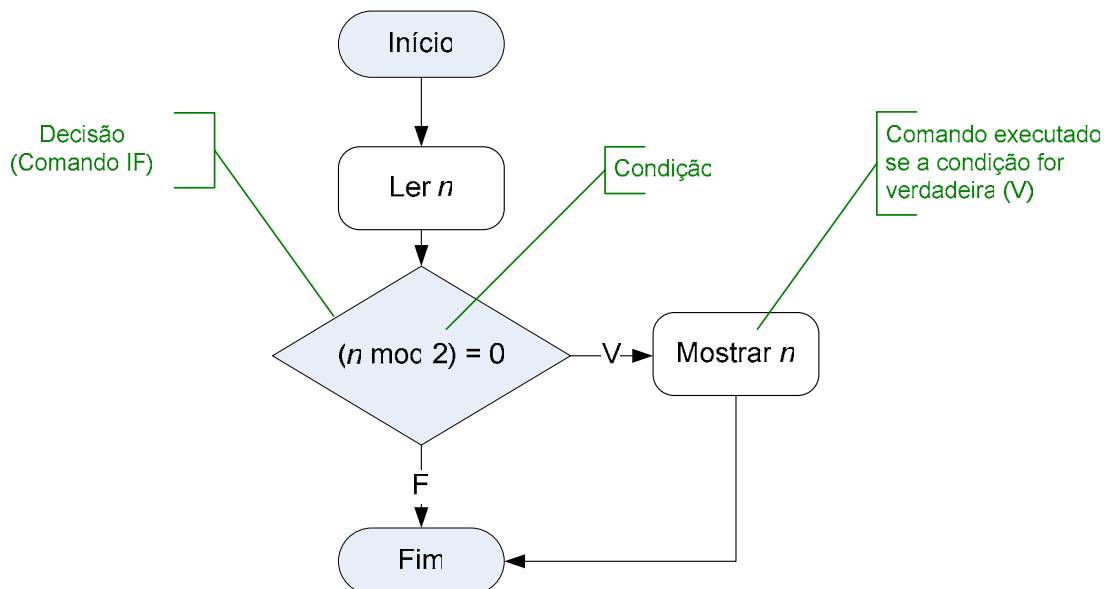 Início
Decisão
(Comando IF)
Ler n
Condição
Comando executado
se a condição for
verdadeira (V)
(n mod 2) = 0
V
Mostrar n
F
Fim